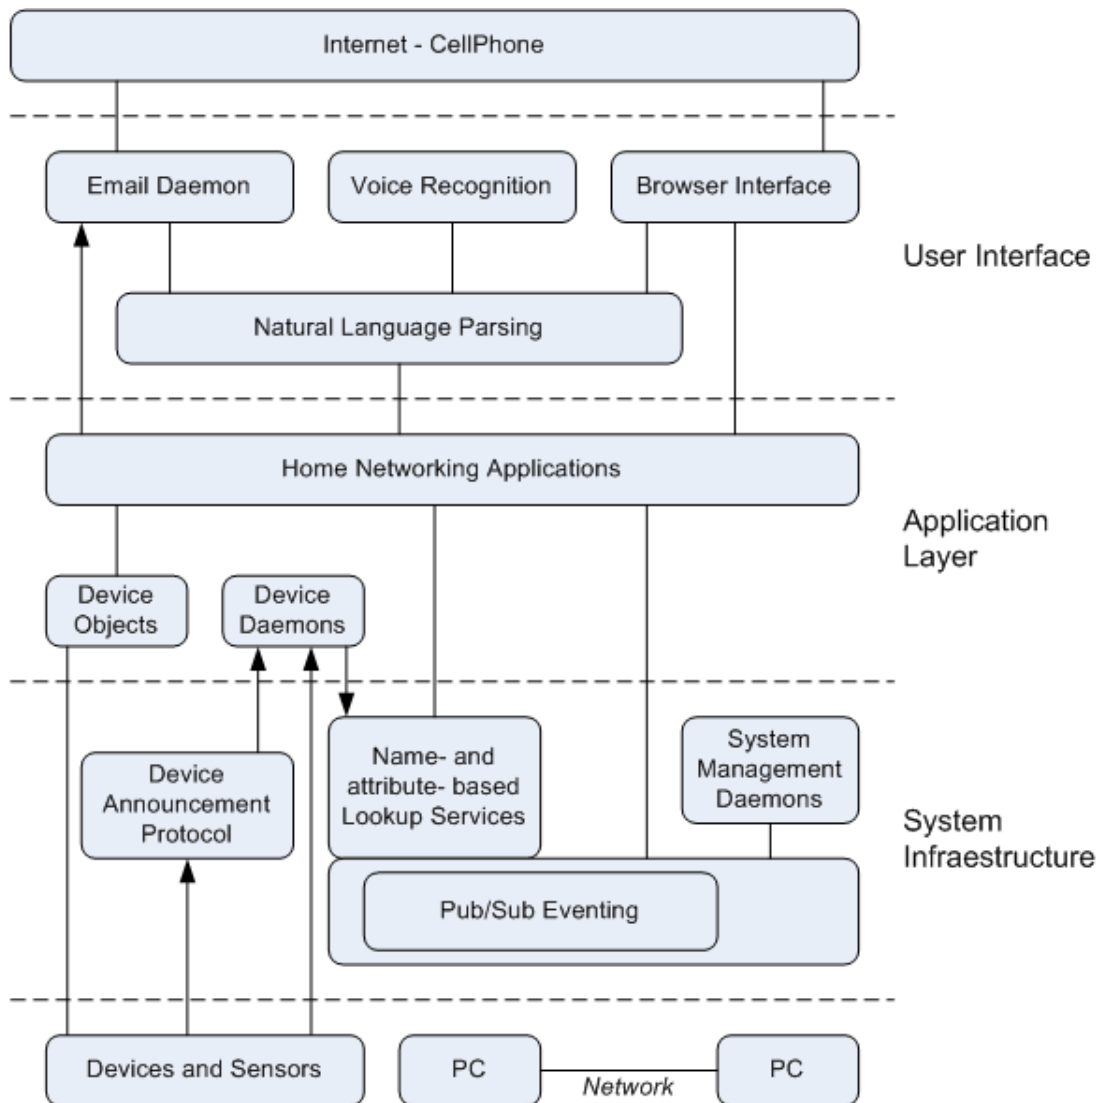 Internet - CellPhone
Email Daemon
Voice Recognition
Browser Interface
User Interface
Natural Language Parsing
Home Networking Applications
Application
Layer
Device
Objects
Device
Daemons
Device
Announcement
Protocol
Name- and
attribute- based
Lookup Services
System
Management
Daemons
System
Infraestructure
Pub/Sub Eventing
Devices and Sensors
PC
Network
PC